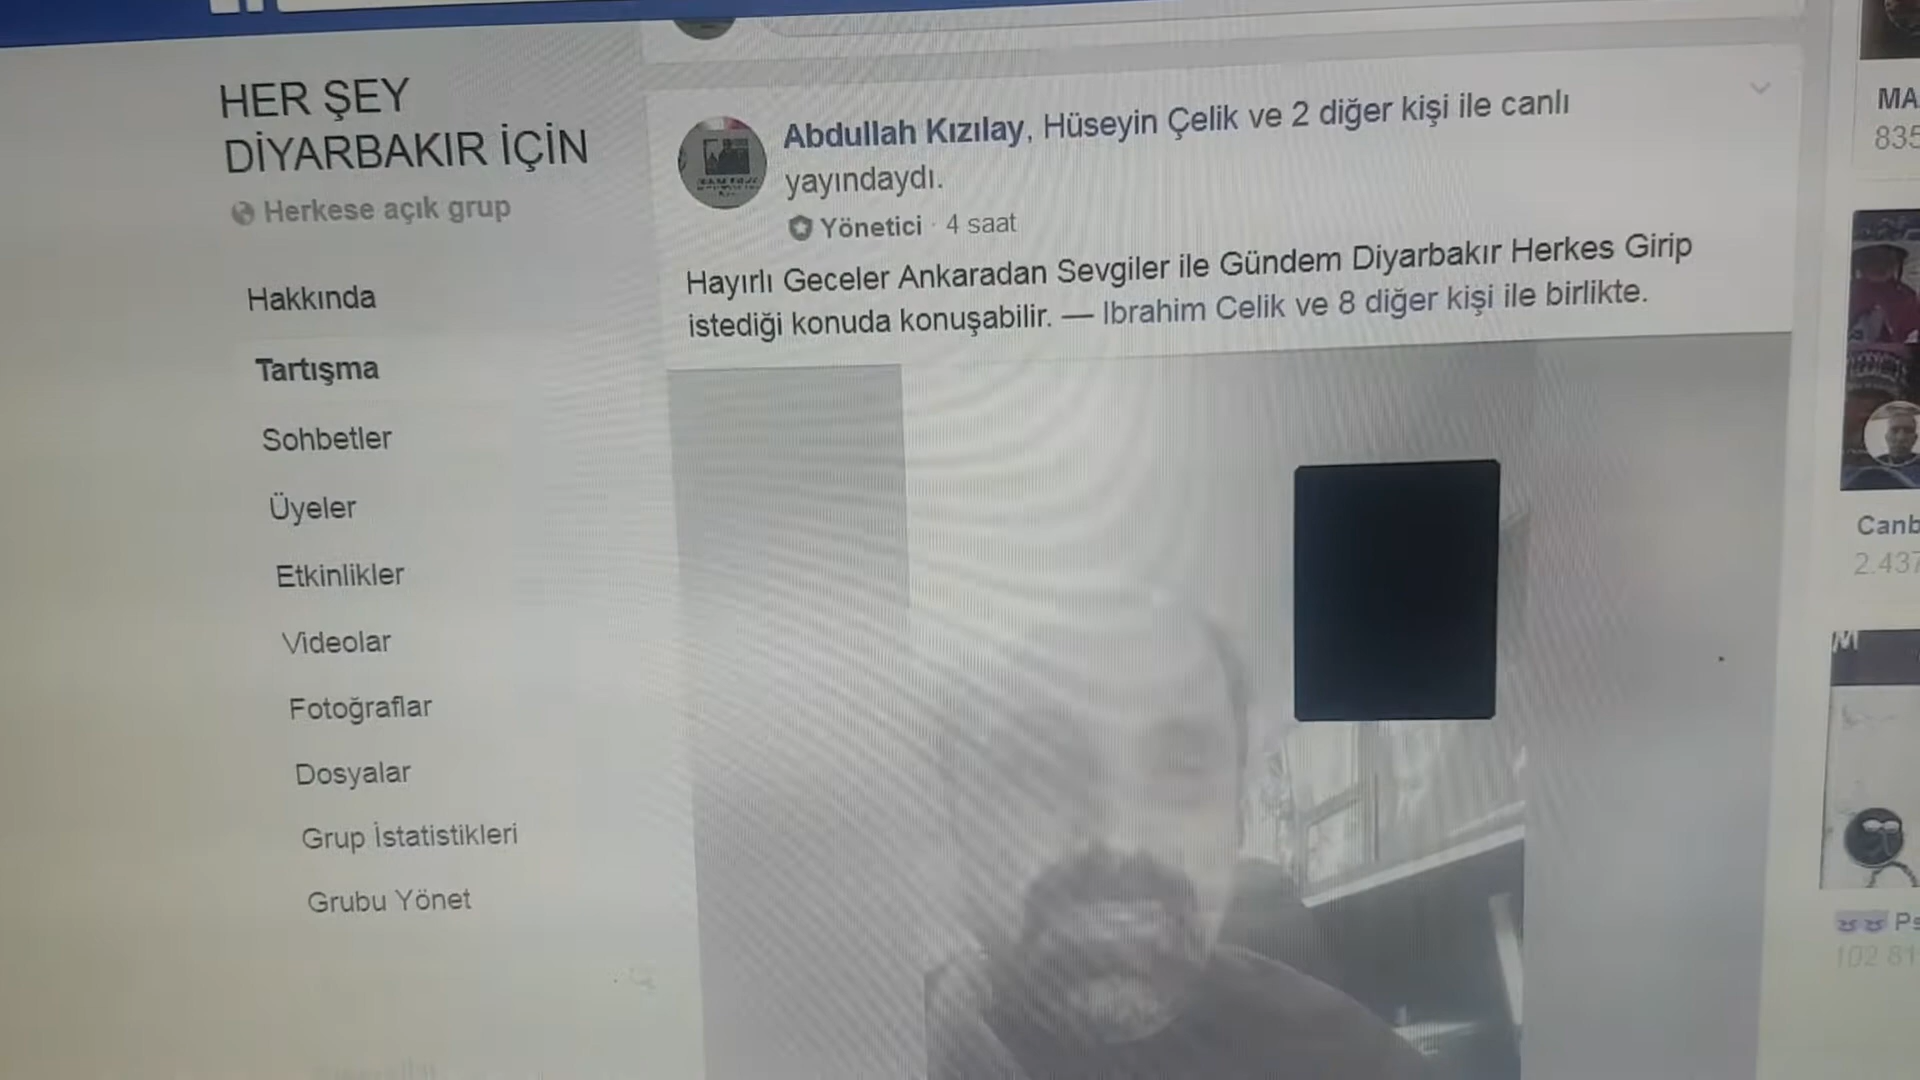 HER ŞEY
DİYARBAKIR İÇİN
Herkese açık grup
Hakkında
Tartışma
Sohbetler
Üyeler
Etkinlikler
Videolar
Fotoğraflar
Dosyalar
Grup İstatistikleri
Grubu Yönet
Abdullah Kızılay, Hüseyin Çelik ve 2 diğer kişi ile canlı
yayındaydı.
Yönetici · 4 saat
Hayırlı Geceler Ankaradan Sevgiler ile Gündem Diyarbakır Herkes Girip
istediği konuda konuşabilir. — Ibrahim Celik ve 8 diğer kişi ile birlikte.
MA
835
Canb
2.437
Ps
102 81